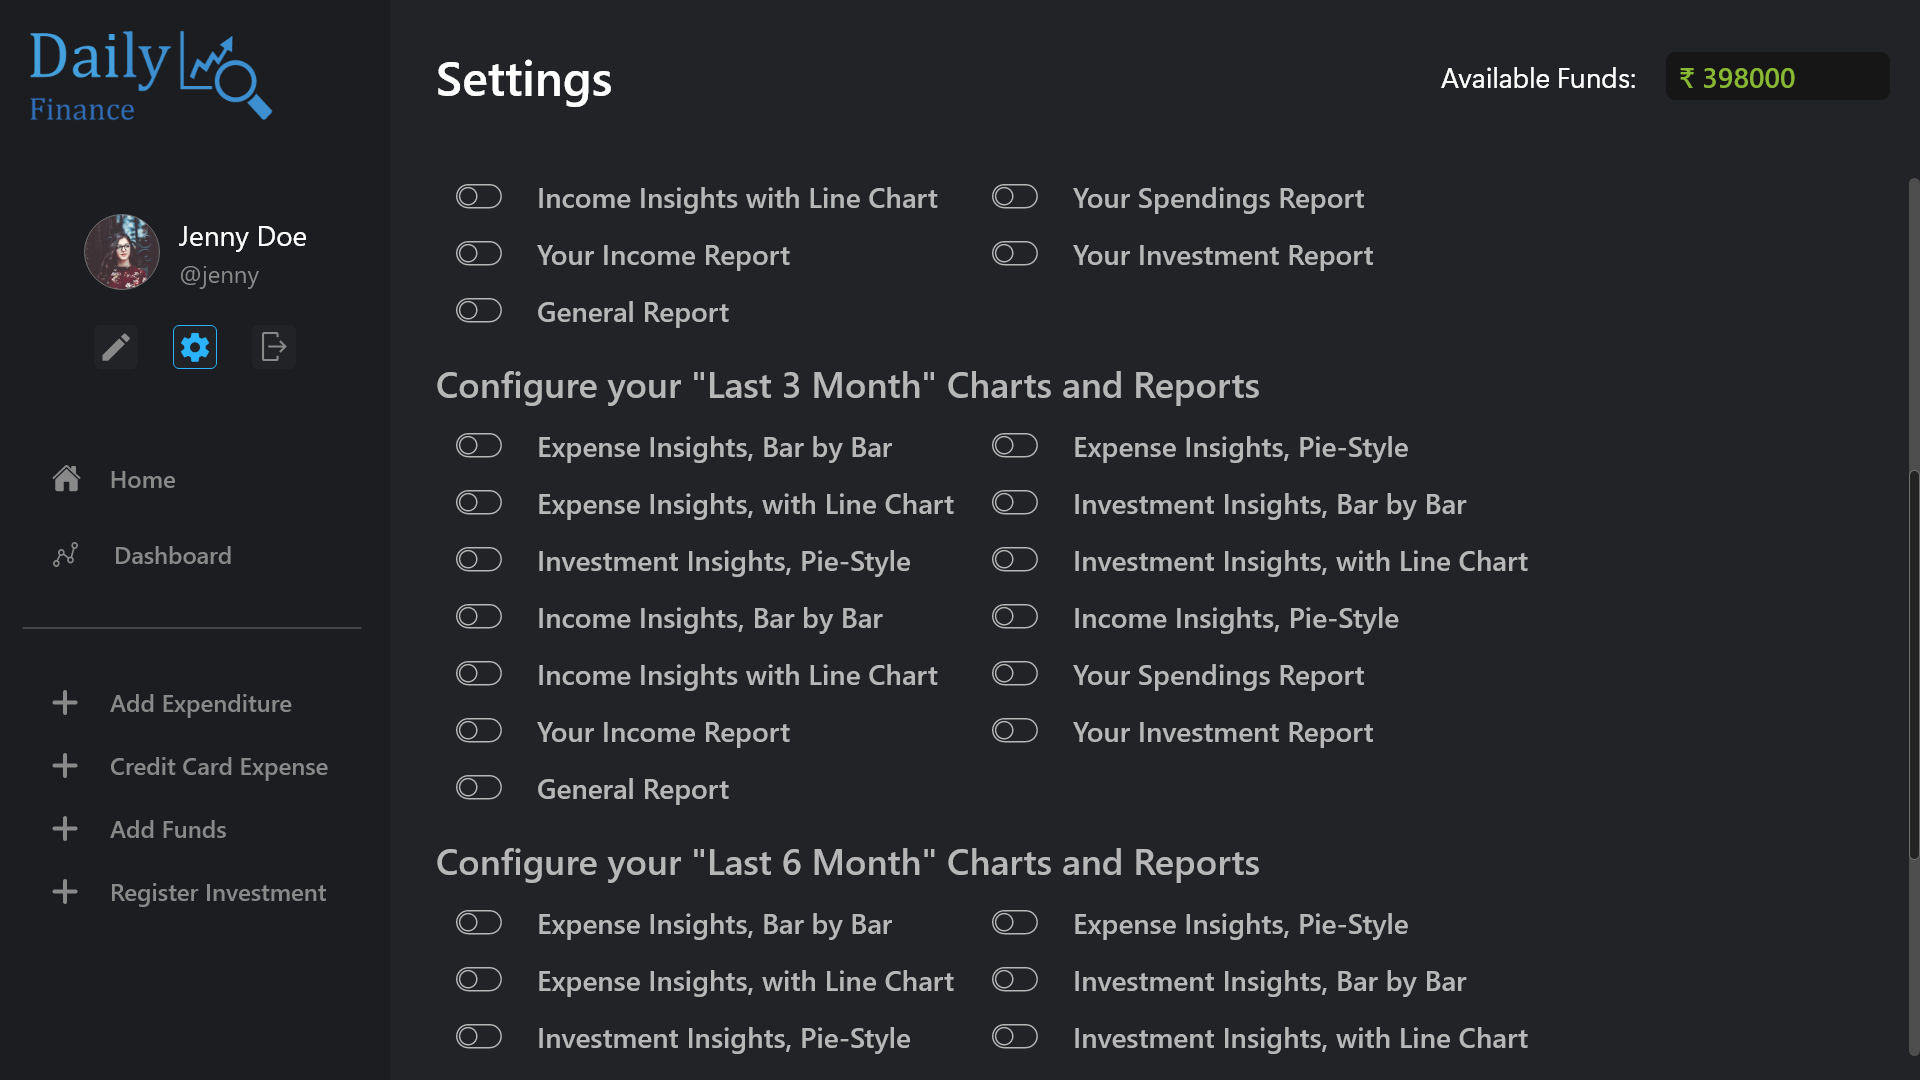 Daily
Finance
Settings
Available Funds:
₹ 398000
Jenny Doe
@jenny
Home
Dashboard
Add Expenditure
Credit Card Expense
Add Funds
Register Investment
Income Insights with Line Chart
Your Spendings Report
Your Income Report
Your Investment Report
General Report
Configure your "Last 3 Month" Charts and Reports
Expense Insights, Bar by Bar
Expense Insights, Pie-Style
Expense Insights, with Line Chart
Investment Insights, Bar by Bar
Investment Insights, Pie-Style
Investment Insights, with Line Chart
Income Insights, Bar by Bar
Income Insights, Pie-Style
Income Insights with Line Chart
Your Spendings Report
Your Income Report
Your Investment Report
General Report
Configure your "Last 6 Month" Charts and Reports
Expense Insights, Bar by Bar
Expense Insights, Pie-Style
Expense Insights, with Line Chart
Investment Insights, Bar by Bar
Investment Insights, Pie-Style
Investment Insights, with Line Chart